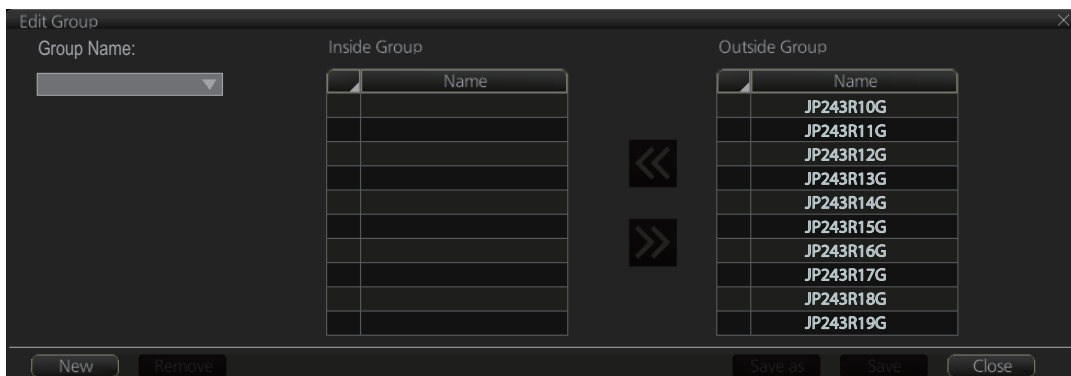 Edit Group
Group Name:
Inside Group
Outside Group
Name
Name
JP243R10G
JP243R11G
JP243R12G
JP243R13G
JP243R14G
JP243R15G
JP243R16G
JP243R17G
JP243R18G
JP243R19G
New
Remove
Save as
Save
Close